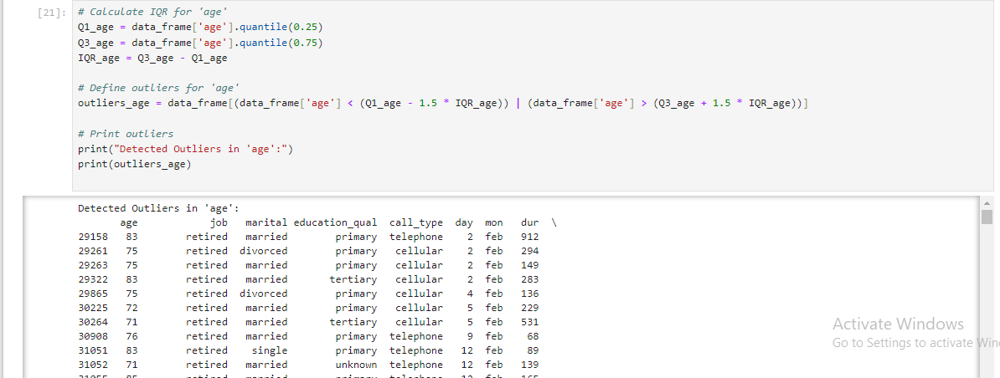 [21]: # Calculate IQR for 'age'
Q1_age = data_frame['age'].quantile(0.25)
Q3_age = data_frame['age'].quantile(0.75)
IQR_age = Q3_age - Q1_age
# Define outliers for 'age'
outliers_age = data_frame[(data_frame['age'] < (Q1_age - 1.5 * IQR_age)) | (data_frame['age'] > (Q3_age + 1.5 * IQR_age))]
# Print outliers
print("Detected Outliers in 'age':")
print(outliers_age)
Detected Outliers in 'age':
age job marital education_qual call_type day mon dur \
29158 83 retired married primary telephone 2 feb 912
29261 75 retired divorced primary cellular 2 feb 294
29263 75 retired married primary cellular 2 feb 149
29322 83 retired married tertiary cellular 2 feb 283
29865 75 retired divorced primary cellular 4 feb 136
30225 72 retired married primary cellular 5 feb 229
30264 71 retired married tertiary cellular 5 feb 531
30908 76 retired married primary telephone 9 feb 68
31051 83 retired single primary telephone 12 feb 89
31052 71 retired married unknown telephone 12 feb 139
Activate Windows
Go to Settings to activate Win